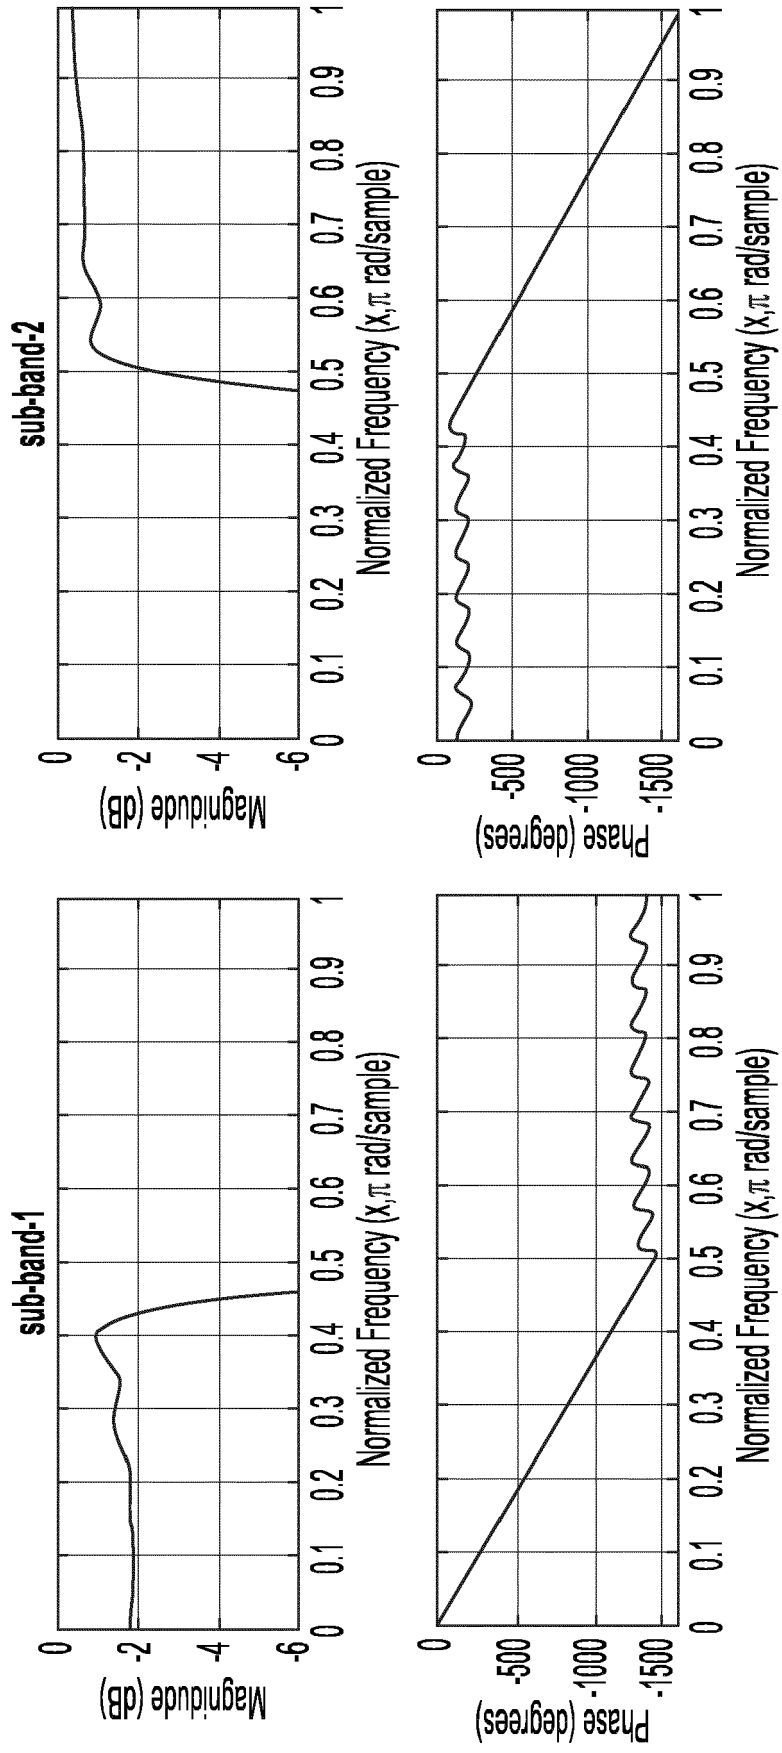 sub-band-1
Magnidude (dB)
0
-2
-4
-6
0 0.1 0.2 0.3 0.4 0.5 0.6 0.7 0.8 0.9 1
Normalized Frequency (x,π rad/sample)
sub-band-2
Magnidude (dB)
0
-2
-4
-6
0 0.1 0.2 0.3 0.4 0.5 0.6 0.7 0.8 0.9 1
Normalized Frequency (x,π rad/sample)
Phase (degrees)
0
-500
-1000
-1500
0 0.1 0.2 0.3 0.4 0.5 0.6 0.7 0.8 0.9 1
Normalized Frequency (x,π rad/sample)
Phase (degrees)
0
-500
-1000
-1500
0 0.1 0.2 0.3 0.4 0.5 0.6 0.7 0.8 0.9 1
Normalized Frequency (x,π rad/sample)